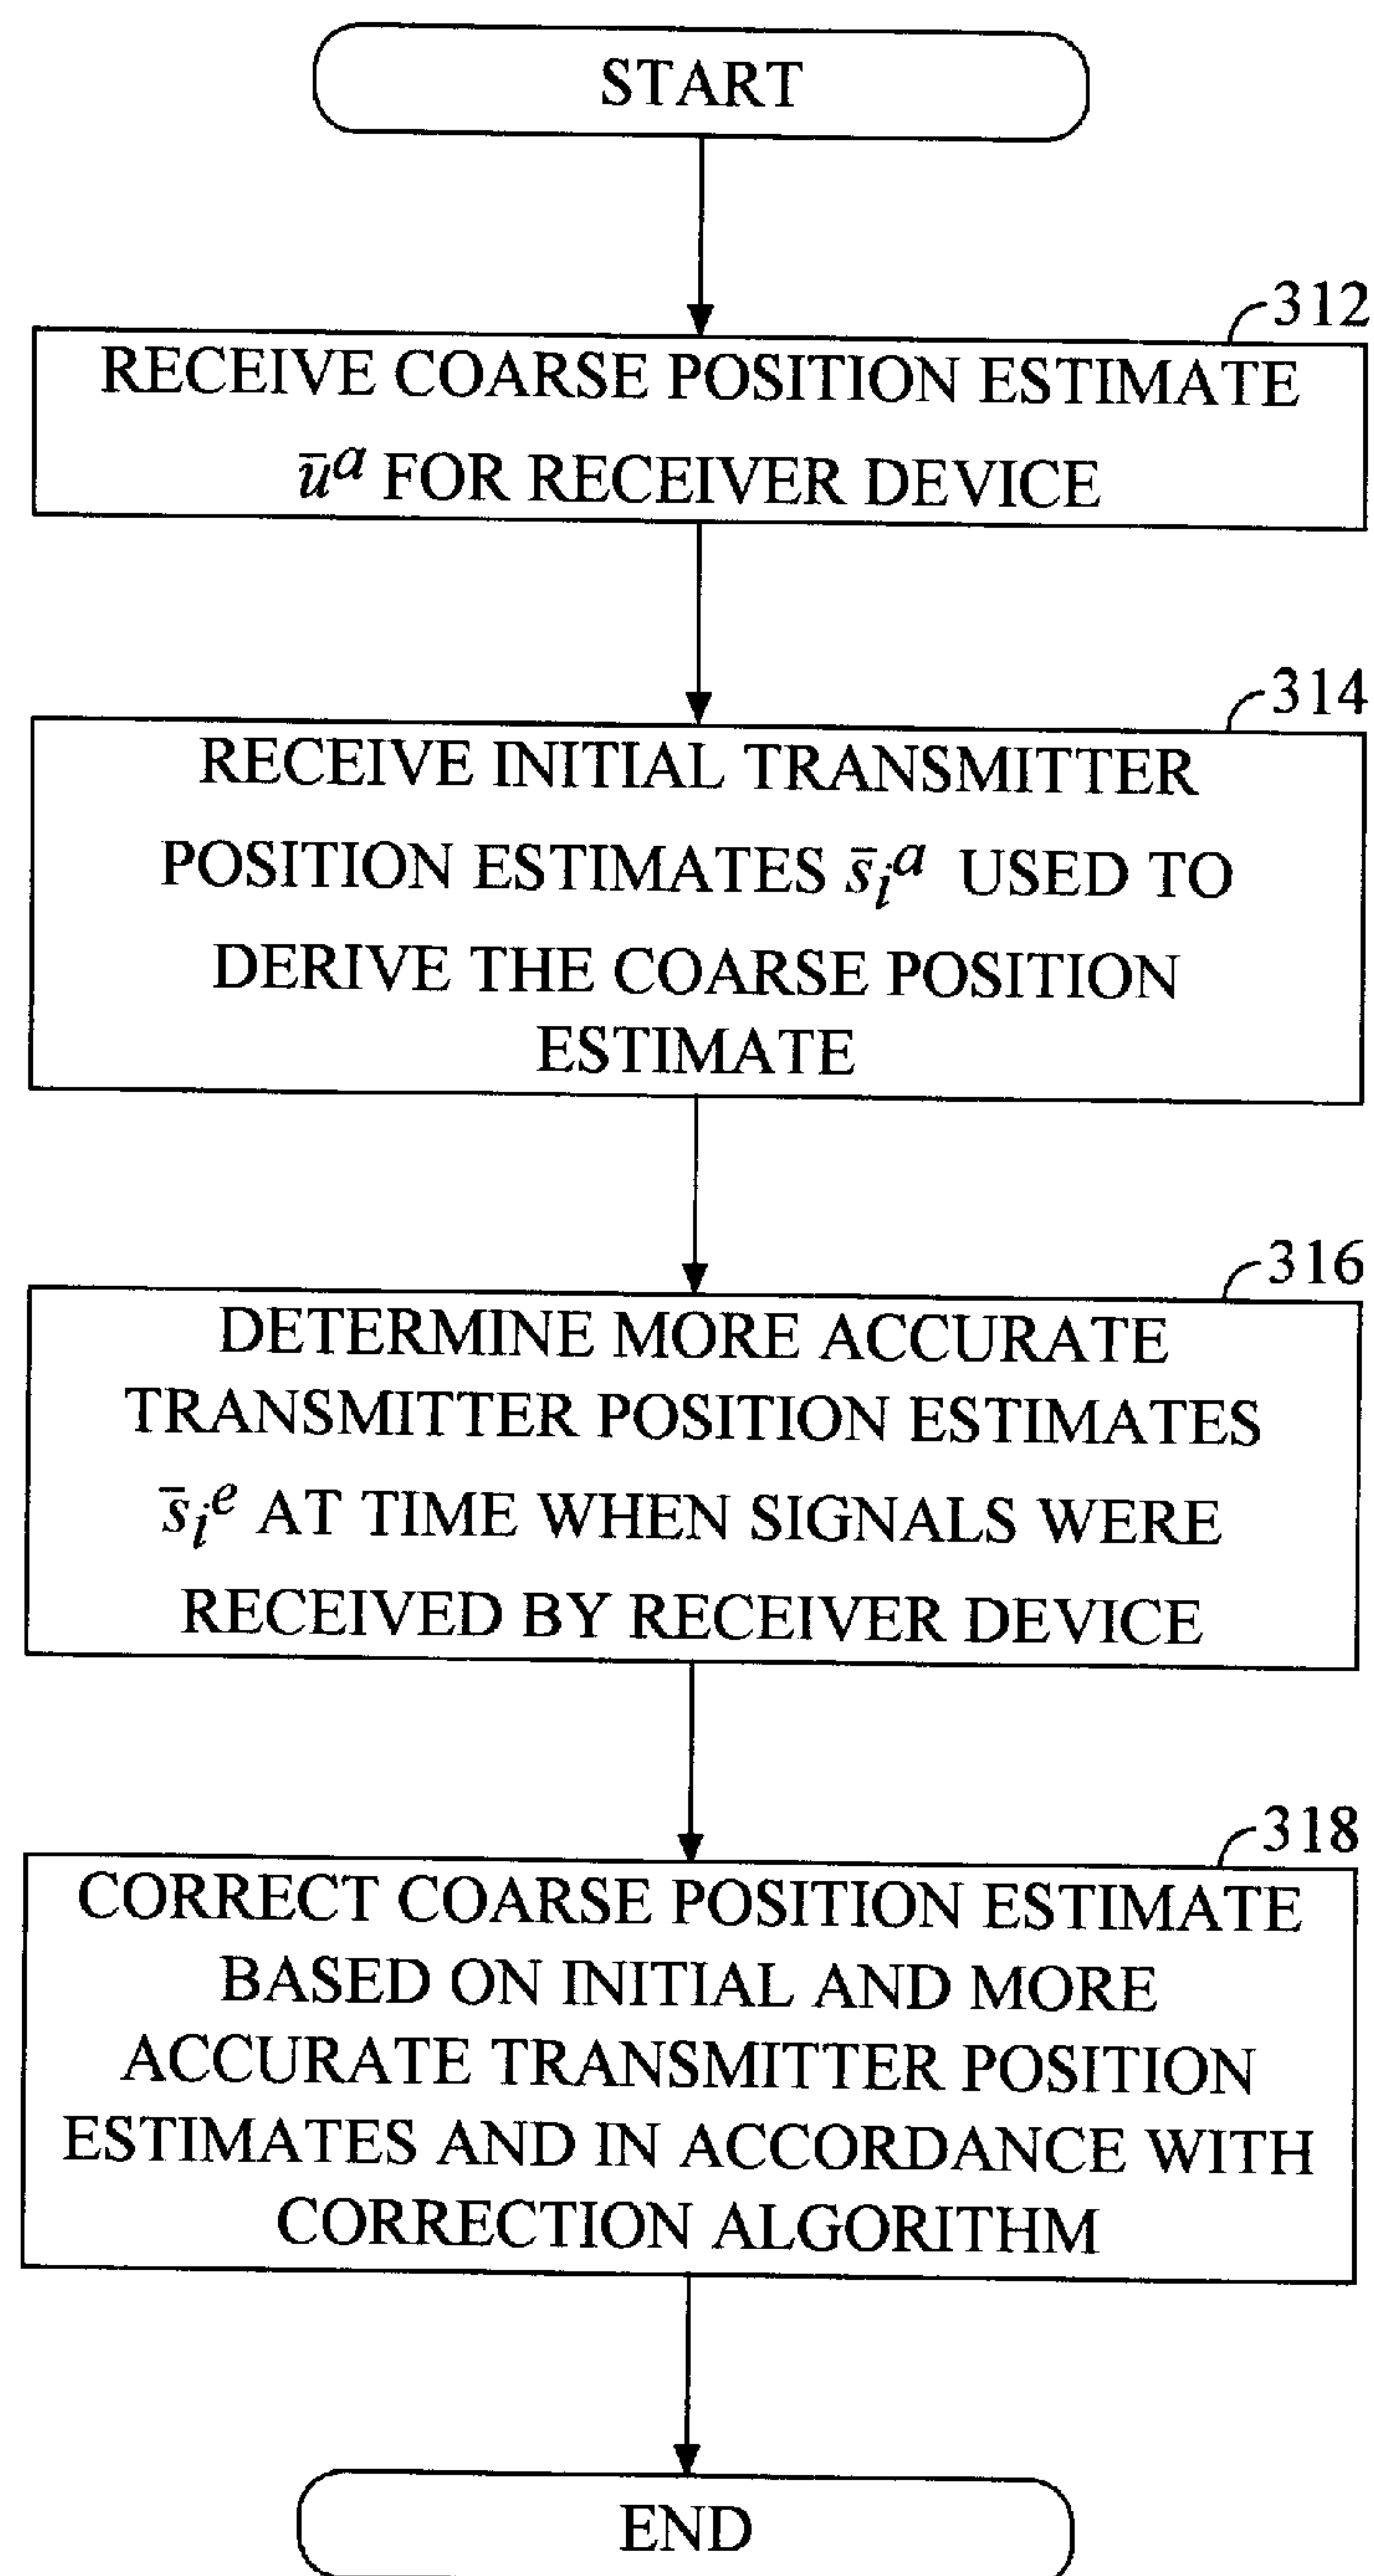 START
312
RECEIVE COARSE POSITION ESTIMATE
ū^a FOR RECEIVER DEVICE
314
RECEIVE INITIAL TRANSMITTER
POSITION ESTIMATES s̄_i^a USED TO
DERIVE THE COARSE POSITION
ESTIMATE
316
DETERMINE MORE ACCURATE
TRANSMITTER POSITION ESTIMATES
s̄_i^e AT TIME WHEN SIGNALS WERE
RECEIVED BY RECEIVER DEVICE
318
CORRECT COARSE POSITION ESTIMATE
BASED ON INITIAL AND MORE
ACCURATE TRANSMITTER POSITION
ESTIMATES AND IN ACCORDANCE WITH
CORRECTION ALGORITHM
END